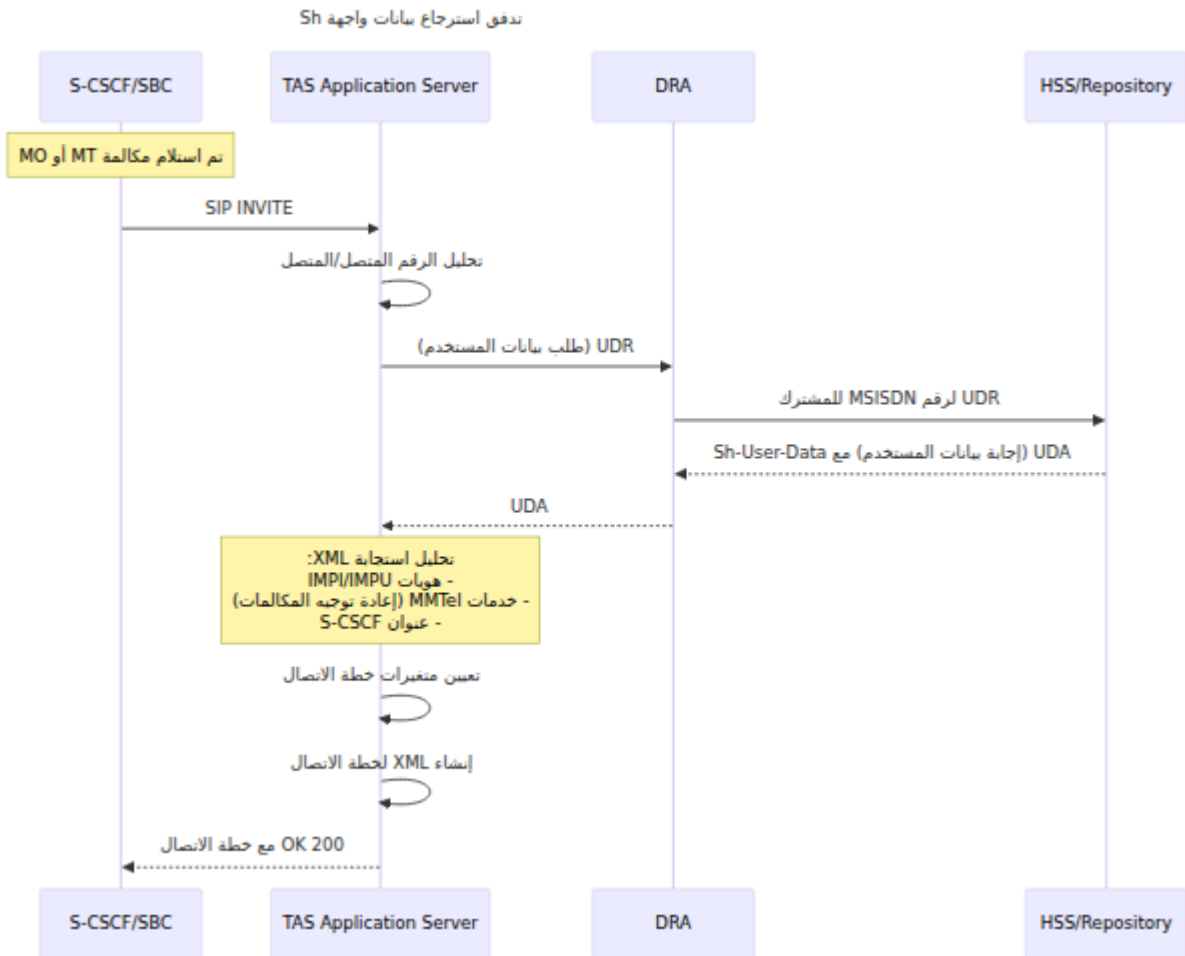 تدفق استرجاع بيانات واجهة Sh
S-CSCF/SBC
TAS Application Server
DRA
HSS/Repository
تم استلام مكالمة MT أو MO
SIP INVITE
تحليل الرقم المتصل/المتصل
UDR (طلب بيانات المستخدم)
UDR لرقم MSISDN للمشترك
UDA (إجابة بيانات المستخدم) مع Sh-User-Data
UDA
تحليل استجابة XML:
- هويات IMPI/IMPU
- خدمات MMTel (إعادة توجيه المكالمات)
- عنوان S-CSCF
تعيين متغيرات خطة الاتصال
إنشاء XML لخطة الاتصال
200 OK مع خطة الاتصال
S-CSCF/SBC
TAS Application Server
DRA
HSS/Repository